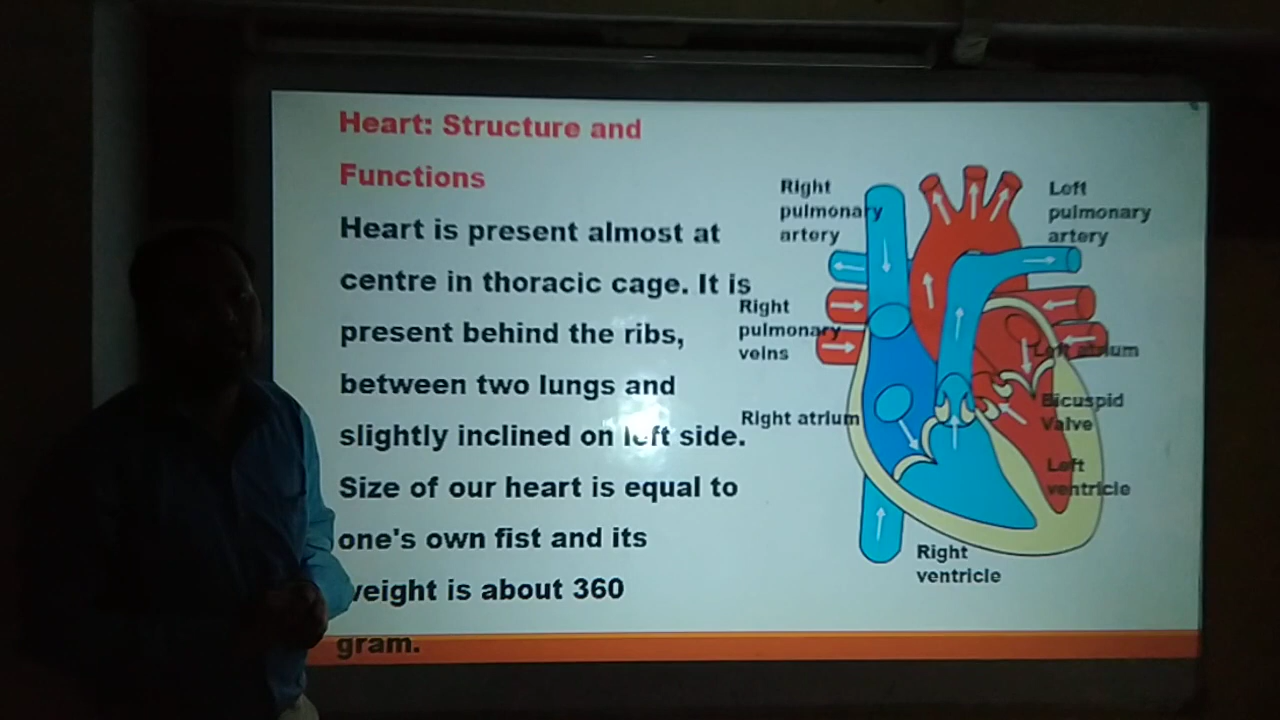 Heart: Structure and
Functions
Heart is present almost at
centre in thoracic cage. It is
present behind the ribs,
between two lungs and
slightly inclined on left side.
Size of our heart is equal to
one's own fist and its
weight is about 360
gram.
Right
pulmonary
artery
Left
pulmonary
artery
Right
pulmonary
veins
Left atrium
Right atrium
Bicuspid
Valve
Left
ventricle
Right
ventricle